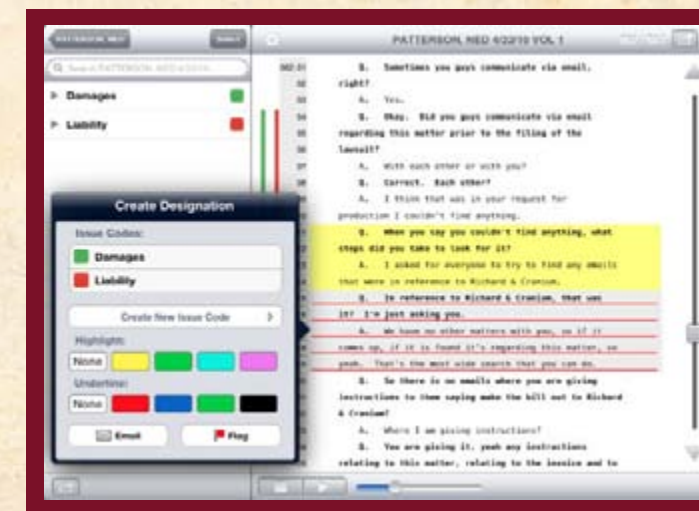 PATTERSON, NED
PATTERSON, NED 4/22/10 VOL 1
Search PATTERSON, NED 4/22/10
Damages
Liability
Create Designation
Issue Codes:
Damages
Liability
Create New Issue Code
Highlight:
None
Underline:
None
Email
Flag
Q. Sometimes you guys communicate via email,
right?
A. Yes.
Q. Okay. Did you guys communicate via email
regarding this matter prior to the filing of the
lawsuit?
A. With each other or with you?
Q. Correct. Each other?
A. I think that was in your request for
production I couldn't find anything.
Q. When you say you couldn't find anything, what
steps did you take to look for it?
A. I asked for everyone to try to find any emails
that were in reference to Richard & Cranium.
Q. In reference to Richard & Cranium, that was
it? I'm just asking you.
A. We have no other matters with you, so if it
comes up, if it is found it's regarding this matter, so
yeah. That's the most wide search that you can do.
Q. So there is no emails where you are giving
instructions to them saying make the bill out to Richard
& Cranium?
A. Where I am giving instructions?
Q. You are giving it, yeah any instructions
relating to this matter, relating to the invoice and to